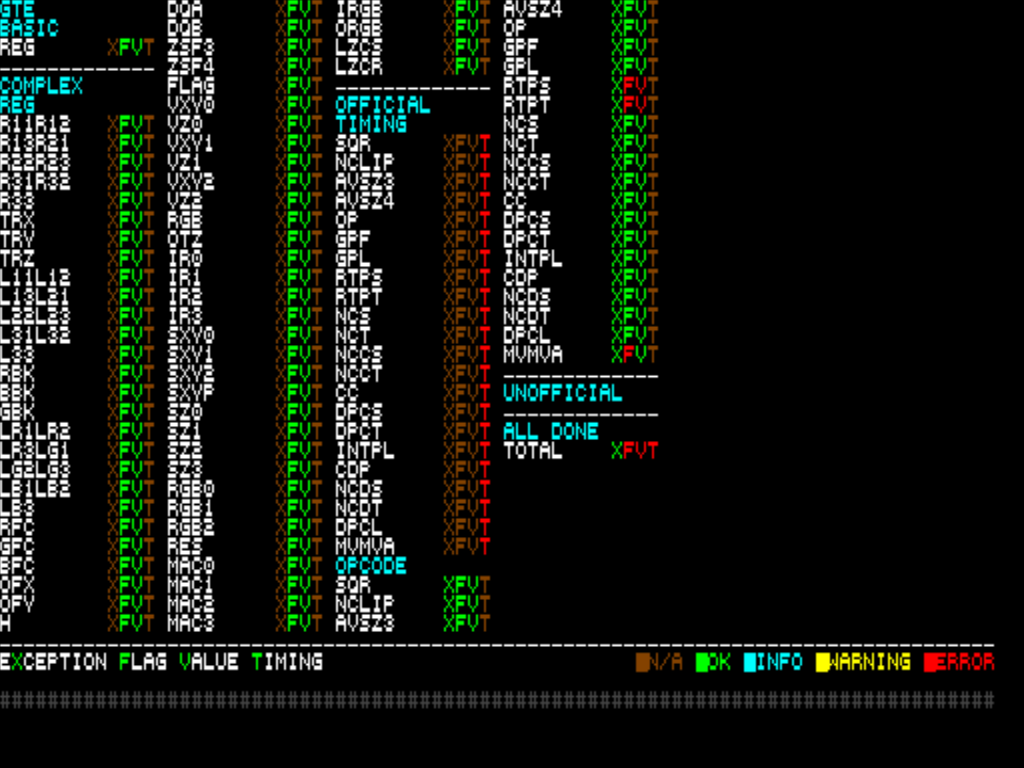 GTE
BASIC
REG XFVT
-------------
COMPLEX
REG
R11R12 XFVT
R13R21 XFVT
R22R23 XFVT
R31R32 XFVT
R33 XFVT
TRX XFVT
TRY XFVT
TRZ XFVT
L11L12 XFVT
L13L21 XFVT
L22L23 XFVT
L31L32 XFVT
L33 XFVT
RBK XFVT
BBK XFVT
GBK XFVT
LR1LR2 XFVT
LR3LG1 XFVT
LG2LG3 XFVT
LB1LB2 XFVT
LB3 XFVT
RFC XFVT
GFC XFVT
BFC XFVT
OFX XFVT
OFY XFVT
H XFVT
DQA XFVT
DQB XFVT
ZSF3 XFVT
ZSF4 XFVT
FLAG XFVT
VXY0 XFVT
VZ0 XFVT
VXY1 XFVT
VZ1 XFVT
VXY2 XFVT
VZ2 XFVT
RGB XFVT
OTZ XFVT
IR0 XFVT
IR1 XFVT
IR2 XFVT
IR3 XFVT
SXY0 XFVT
SXY1 XFVT
SXY2 XFVT
SXYP XFVT
SZ0 XFVT
SZ1 XFVT
SZ2 XFVT
SZ3 XFVT
RGB0 XFVT
RGB1 XFVT
RGB2 XFVT
RES XFVT
MAC0 XFVT
MAC1 XFVT
MAC2 XFVT
MAC3 XFVT
IRGB XFVT
ORGB XFVT
LZCS XFVT
LZCR XFVT
-------------
OFFICIAL
TIMING
SQR XFVT
NCLIP XFVT
AVSZ3 XFVT
AVSZ4 XFVT
OP XFVT
GPF XFVT
GPL XFVT
RTPS XFVT
RTPT XFVT
NCS XFVT
NCT XFVT
NCCS XFVT
NCCT XFVT
CC XFVT
DPCS XFVT
DPCT XFVT
INTPL XFVT
CDP XFVT
NCDS XFVT
NCDT XFVT
DPCL XFVT
MVMVA XFVT
OPCODE
SQR XFVT
NCLIP XFVT
AVSZ3 XFVT
AVSZ4 XFVT
OP XFVT
GPF XFVT
GPL XFVT
RTPS XFVT
RTPT XFVT
NCS XFVT
NCT XFVT
NCCS XFVT
NCCT XFVT
CC XFVT
DPCS XFVT
DPCT XFVT
INTPL XFVT
CDP XFVT
NCDS XFVT
NCDT XFVT
DPCL XFVT
MVMVA XFVT
-------------
UNOFFICIAL
-------------
ALL DONE
TOTAL XFVT
EXCEPTION FLAG VALUE TIMING N/A OK INFO WARNING ERROR
###################################################################################